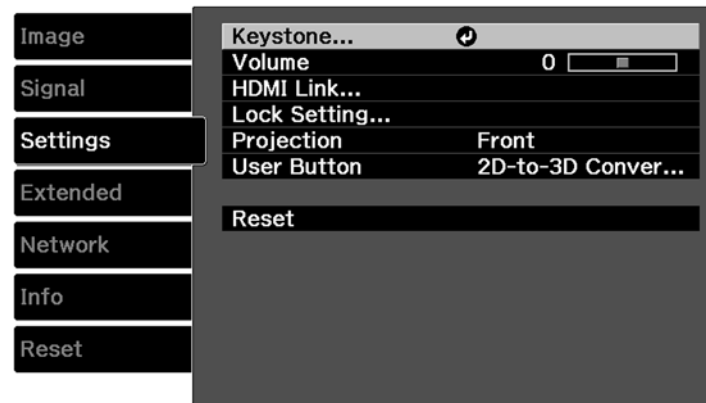 Image
Signal
Settings
Extended
Network
Info
Reset
Keystone...
Volume 0
HDMI Link...
Lock Setting...
Projection Front
User Button 2D-to-3D Conver...
Reset